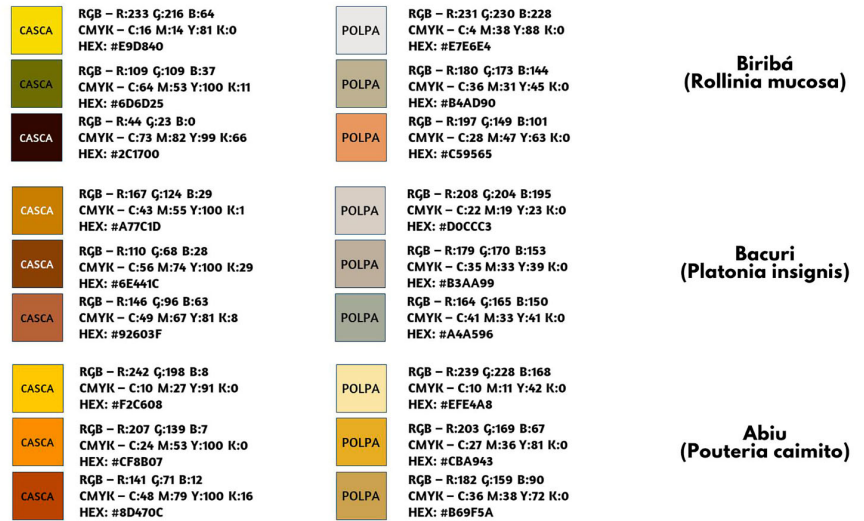 CASCA
RGB – R:233 G:216 B:64
CMYK – C:16 M:14 Y:81 K:0
HEX: #E9D840
POLPA
RGB – R:231 G:230 B:228
CMYK – C:4 M:38 Y:88 K:0
HEX: #E7E6E4
CASCA
RGB – R:109 G:109 B:37
CMYK – C:64 M:53 Y:100 K:11
HEX: #6D6D25
POLPA
RGB – R:180 G:173 B:144
CMYK – C:36 M:31 Y:45 K:0
HEX: #B4AD90
CASCA
RGB – R:44 G:23 B:0
CMYK – C:73 M:82 Y:99 K:66
HEX: #2C1700
POLPA
RGB – R:197 G:149 B:101
CMYK – C:28 M:47 Y:63 K:0
HEX: #C59565
Biribá
(Rollinia mucosa)
CASCA
RGB – R:167 G:124 B:29
CMYK – C:43 M:55 Y:100 K:1
HEX: #A77C1D
POLPA
RGB – R:208 G:204 B:195
CMYK – C:22 M:19 Y:23 K:0
HEX: #D0CCC3
CASCA
RGB – R:110 G:68 B:28
CMYK – C:56 M:74 Y:100 K:29
HEX: #6E441C
POLPA
RGB – R:179 G:170 B:153
CMYK – C:35 M:33 Y:39 K:0
HEX: #B3AA99
CASCA
RGB – R:146 G:96 B:63
CMYK – C:49 M:67 Y:81 K:8
HEX: #92603F
POLPA
RGB – R:164 G:165 B:150
CMYK – C:41 M:33 Y:41 K:0
HEX: #A4A596
Bacuri
(Platonia insignis)
CASCA
RGB – R:242 G:198 B:8
CMYK – C:10 M:27 Y:91 K:0
HEX: #F2C608
POLPA
RGB – R:239 G:228 B:168
CMYK – C:10 M:11 Y:42 K:0
HEX: #EFE4A8
CASCA
RGB – R:207 G:139 B:7
CMYK – C:24 M:53 Y:100 K:0
HEX: #CF8B07
POLPA
RGB – R:203 G:169 B:67
CMYK – C:27 M:36 Y:81 K:0
HEX: #CBA943
CASCA
RGB – R:141 G:71 B:12
CMYK – C:48 M:79 Y:100 K:16
HEX: #8D470C
POLPA
RGB – R:182 G:159 B:90
CMYK – C:36 M:38 Y:72 K:0
HEX: #B69F5A
Abiu
(Pouteria caimito)